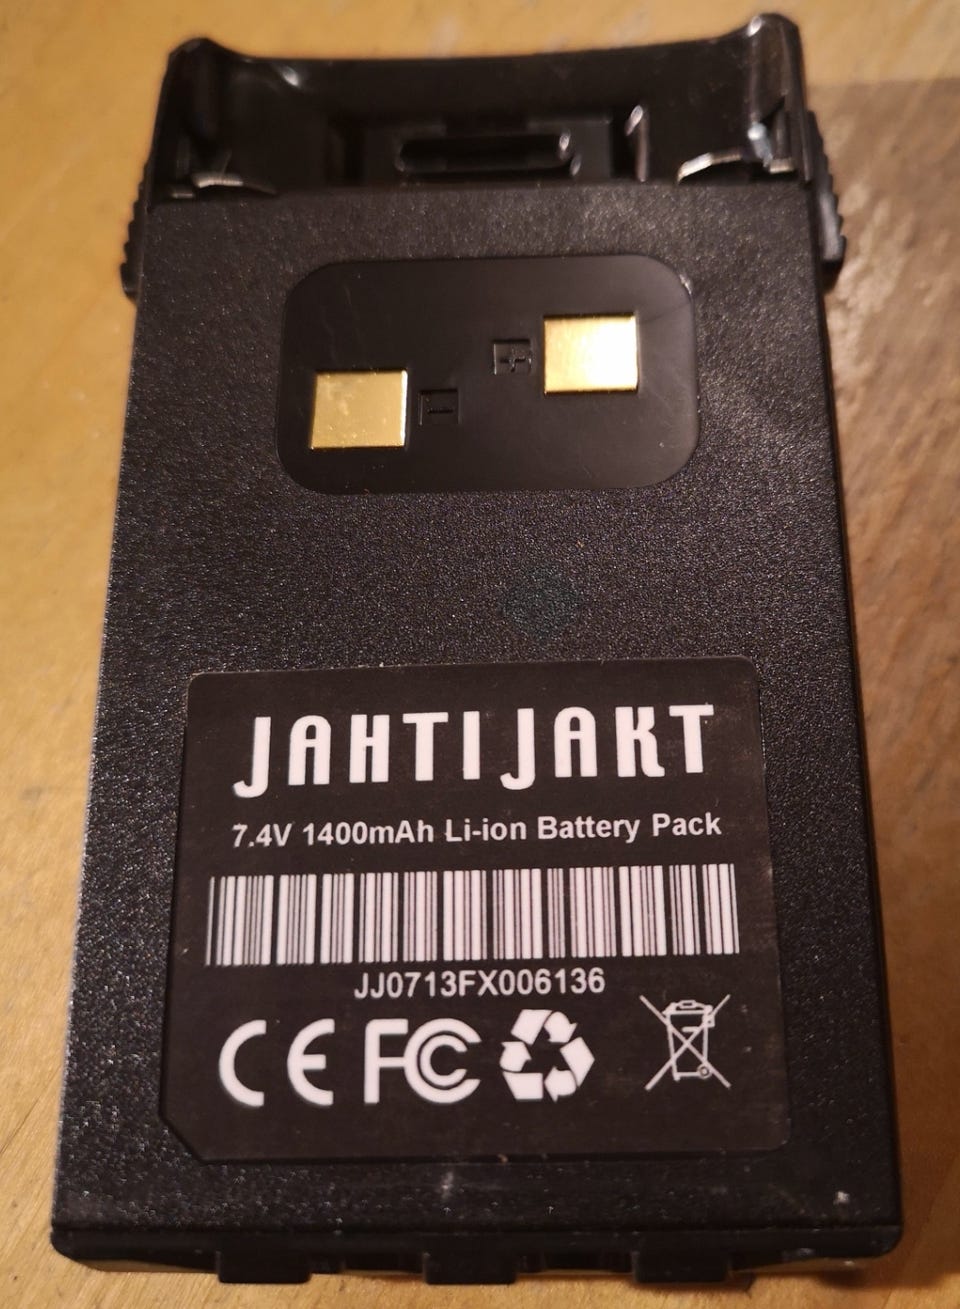 +
-
JAHTIJAKT
7.4V 1400mAh Li-ion Battery Pack
JJ0713FX006136
CE FC